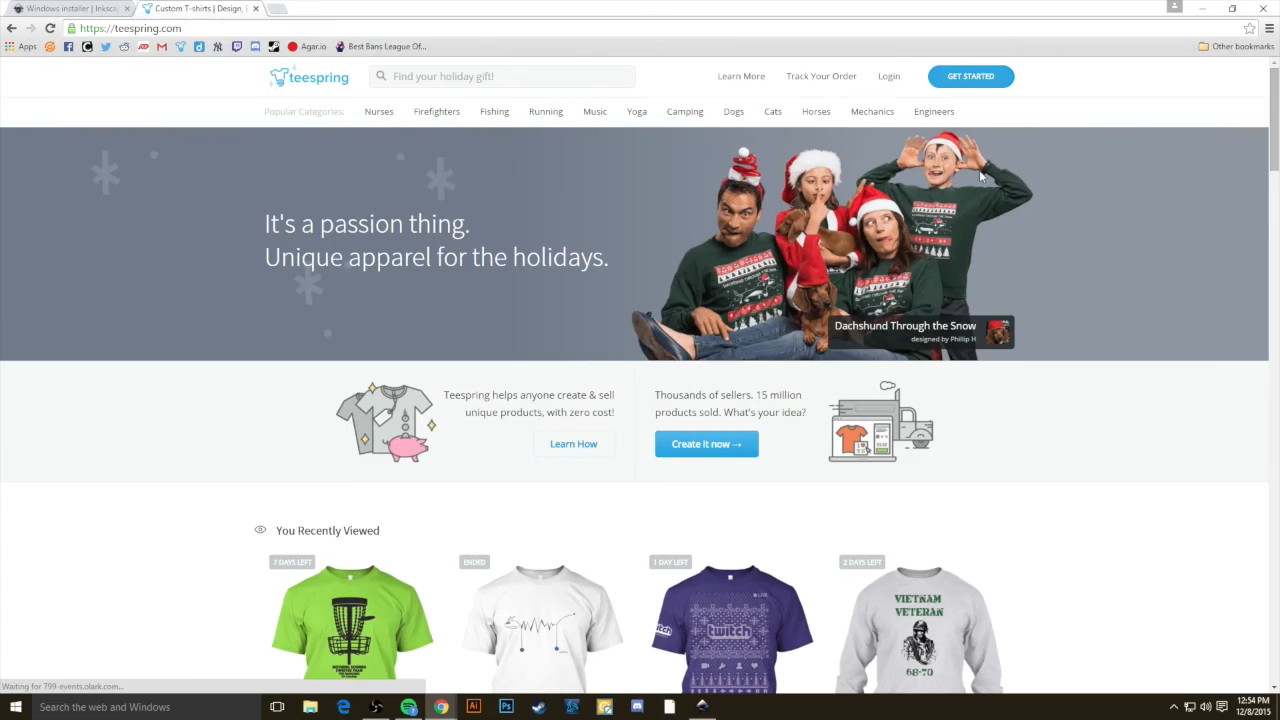 Windows installer | Inksca
Custom T-shirts | Design,
https://teespring.com
Apps
Agar.io
Best Bans League Of...
Other bookmarks
teespring
Find your holiday gift!
Learn More
Track Your Order
Login
GET STARTED
Popular Categories:
Nurses
Firefighters
Fishing
Running
Music
Yoga
Camping
Dogs
Cats
Horses
Mechanics
Engineers
It's a passion thing.
Unique apparel for the holidays.
Dachshund Through the Snow
designed by Phillip H
Teespring helps anyone create & sell
unique products, with zero cost!
Learn How
Thousands of sellers. 15 million
products sold. What's your idea?
Create it now →
You Recently Viewed
7 DAYS LEFT
ENDED
1 DAY LEFT
2 DAYS LEFT
LIVE
twitch
VIETNAM
VETERAN
68-70
Waiting for 799-events.olark.com...
Search the web and Windows
12:54 PM
12/8/2015